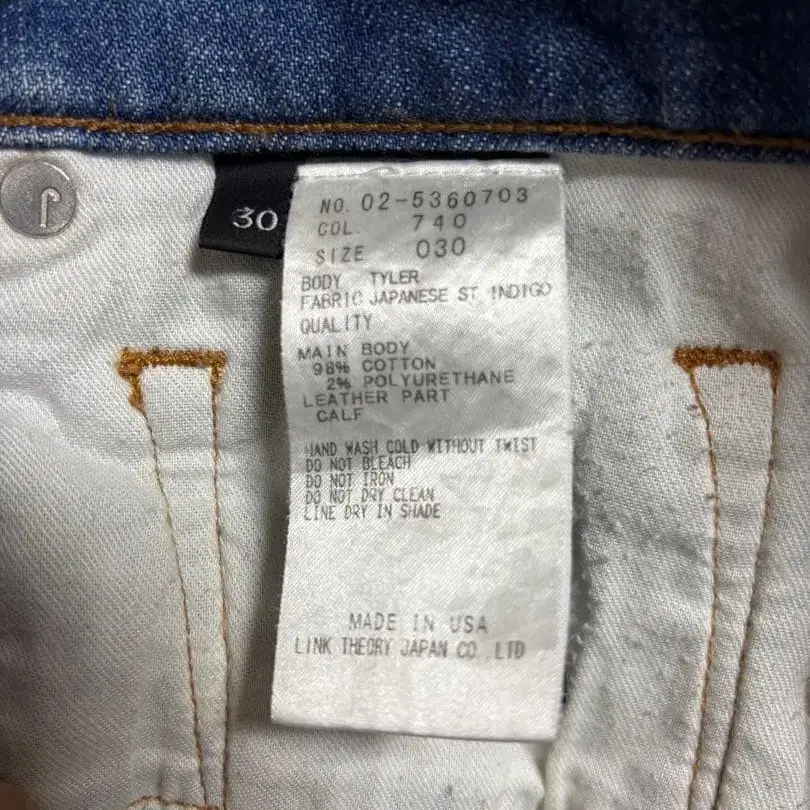 J
30
NO. 02-5360703
COL. 740
SIZE 030
BODY TYLER
FABRIC JAPANESE ST INDIGO
QUALITY
MAIN BODY
98% COTTON
2% POLYURETHANE
LEATHER PART
CALF
HAND WASH COLD WITHOUT TWIST
DO NOT BLEACH
DO NOT IRON
DO NOT DRY CLEAN
LINE DRY IN SHADE
MADE IN USA
LINK THEORY JAPAN CO.,LTD